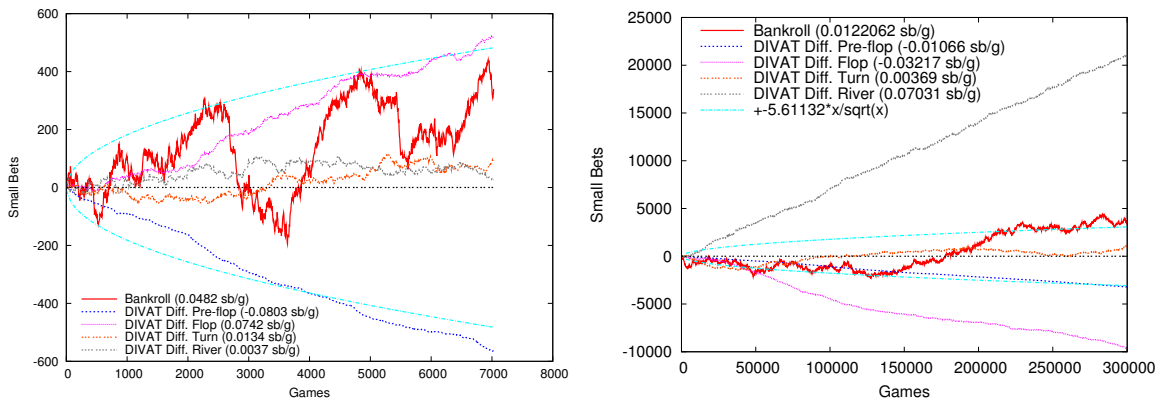 600
400
200
0
-200
-400
-600
Small Bets
Bankroll (0.0482 sb/g)
DIVAT Diff. Pre-flop (-0.0803 sb/g)
DIVAT Diff. Flop (0.0742 sb/g)
DIVAT Diff. Turn (0.0134 sb/g)
DIVAT Diff. River (0.0037 sb/g)
0 1000 2000 3000 4000 5000 6000 7000 8000
Games
25000
20000
15000
10000
5000
0
-5000
-10000
Small Bets
Bankroll (0.0122062 sb/g)
DIVAT Diff. Pre-flop (-0.01066 sb/g)
DIVAT Diff. Flop (-0.03217 sb/g)
DIVAT Diff. Turn (0.00369 sb/g)
DIVAT Diff. River (0.07031 sb/g)
+-5.61132*x/sqrt(x)
0 50000 100000 150000 200000 250000 300000
Games